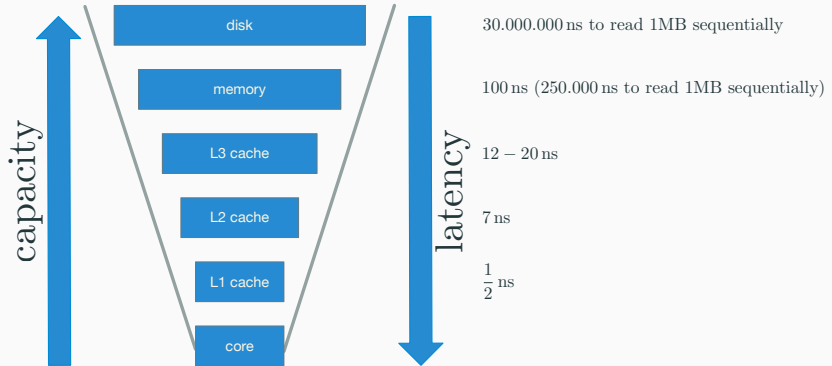 disk
30.000.000 ns to read 1MB sequentially
memory
100 ns (250.000 ns to read 1MB sequentially)
capacity
latency
L3 cache
12 − 20 ns
L2 cache
7 ns
L1 cache
1/2 ns
core